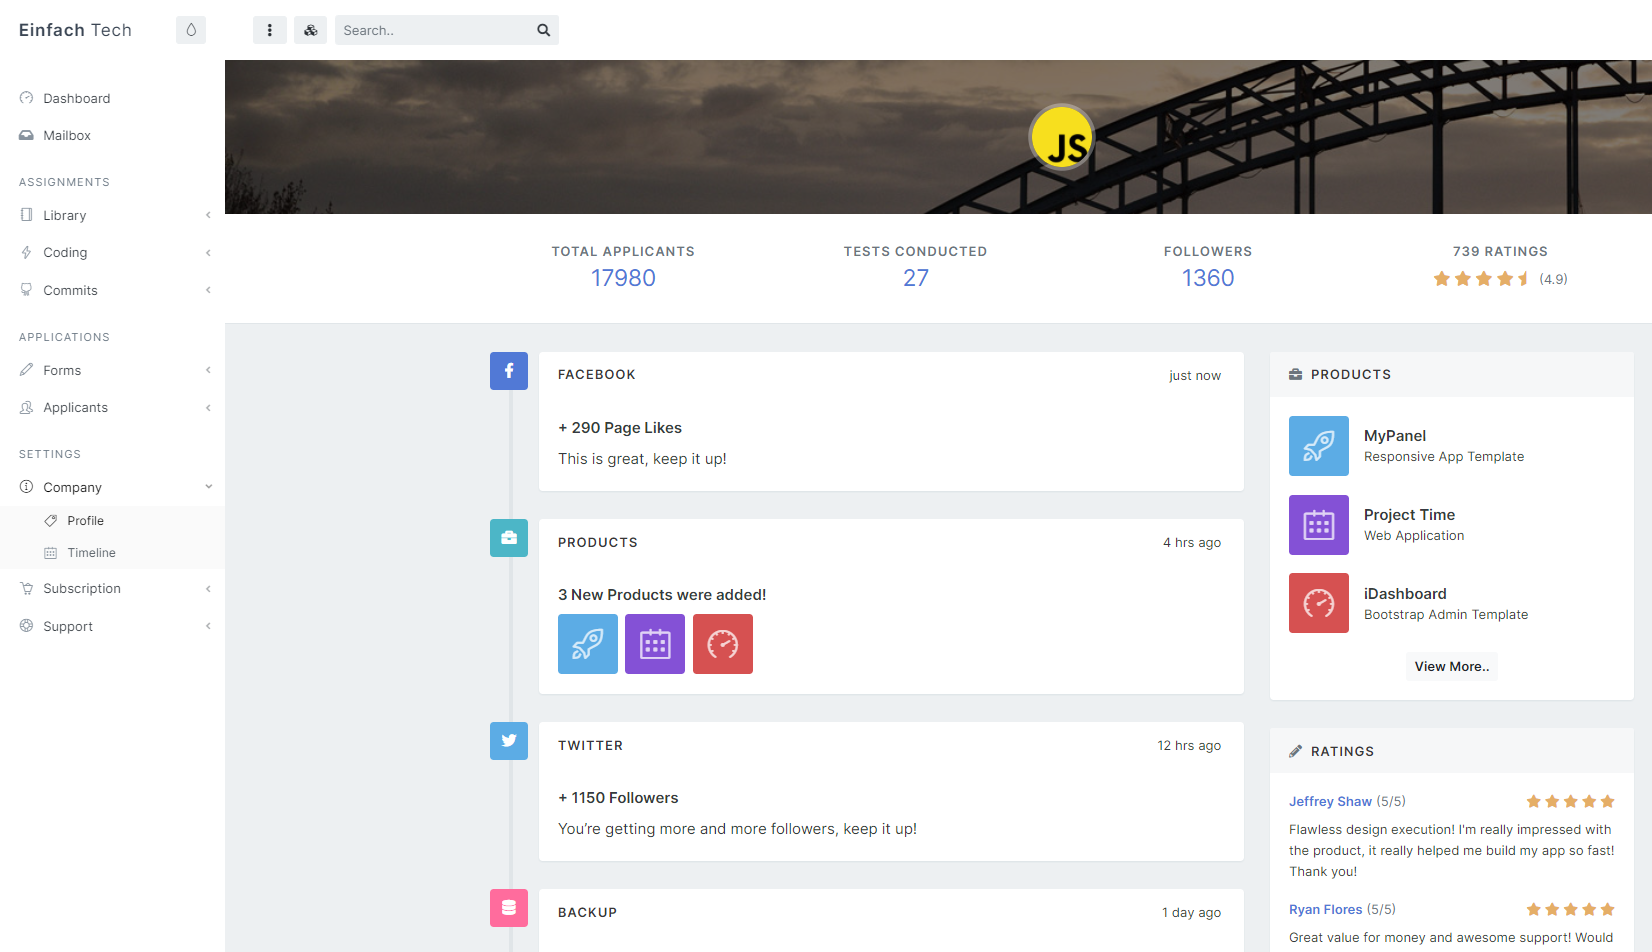 Einfach Tech
Search..
Dashboard
Mailbox
ASSIGNMENTS
Library
Coding
Commits
APPLICATIONS
Forms
Applicants
SETTINGS
Company
Profile
Timeline
Subscription
Support
JS
TOTAL APPLICANTS
17980
TESTS CONDUCTED
27
FOLLOWERS
1360
739 RATINGS
(4.9)
FACEBOOK just now
+ 290 Page Likes
This is great, keep it up!
PRODUCTS 4 hrs ago
3 New Products were added!
TWITTER 12 hrs ago
+ 1150 Followers
You're getting more and more followers, keep it up!
BACKUP 1 day ago
PRODUCTS
MyPanel
Responsive App Template
Project Time
Web Application
iDashboard
Bootstrap Admin Template
View More..
RATINGS
Jeffrey Shaw (5/5)
Flawless design execution! I'm really impressed with
the product, it really helped me build my app so fast!
Thank you!
Ryan Flores (5/5)
Great value for money and awesome support! Would